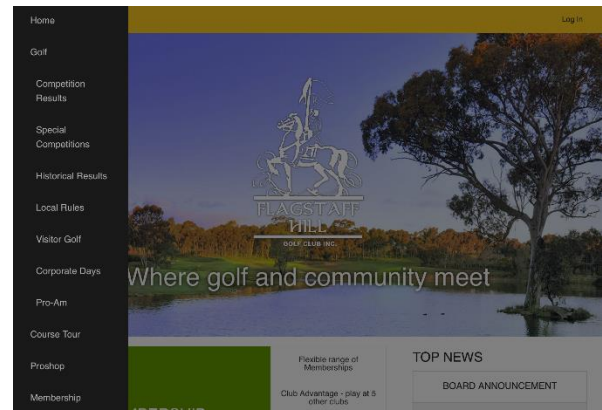 Home
Log In
Golf
Competition
Results
Special
Competitions
Historical Results
Local Rules
Visitor Golf
Corporate Days
Pro-Am
Course Tour
Proshop
Membership
FLAGSTAFF
HILL
GOLF CLUB INC.
Where golf and community meet
Flexible range of
Memberships
Club Advantage - play at 5
other clubs
TOP NEWS
BOARD ANNOUNCEMENT